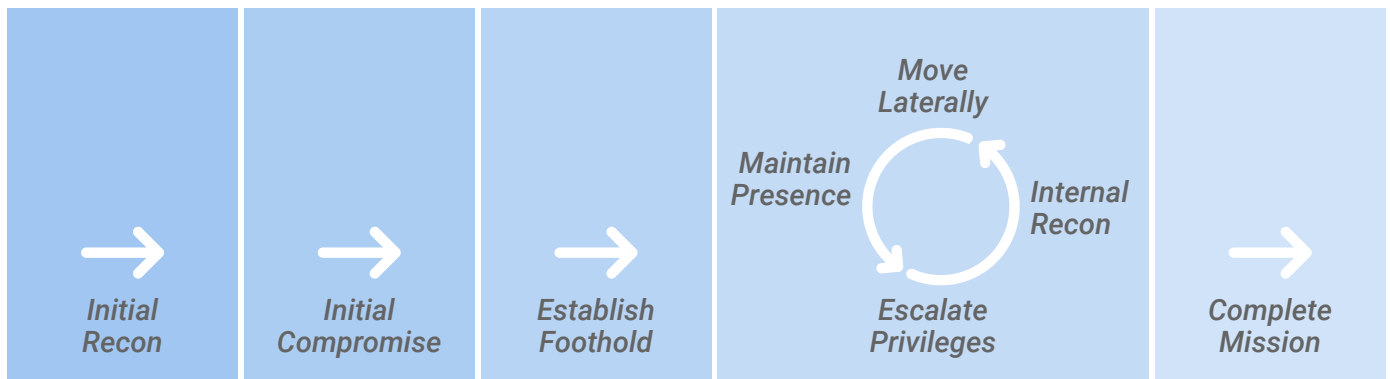 Initial
Recon
Initial
Compromise
Establish
Foothold
Move
Laterally
Maintain
Presence
Internal
Recon
Escalate
Privileges
Complete
Mission